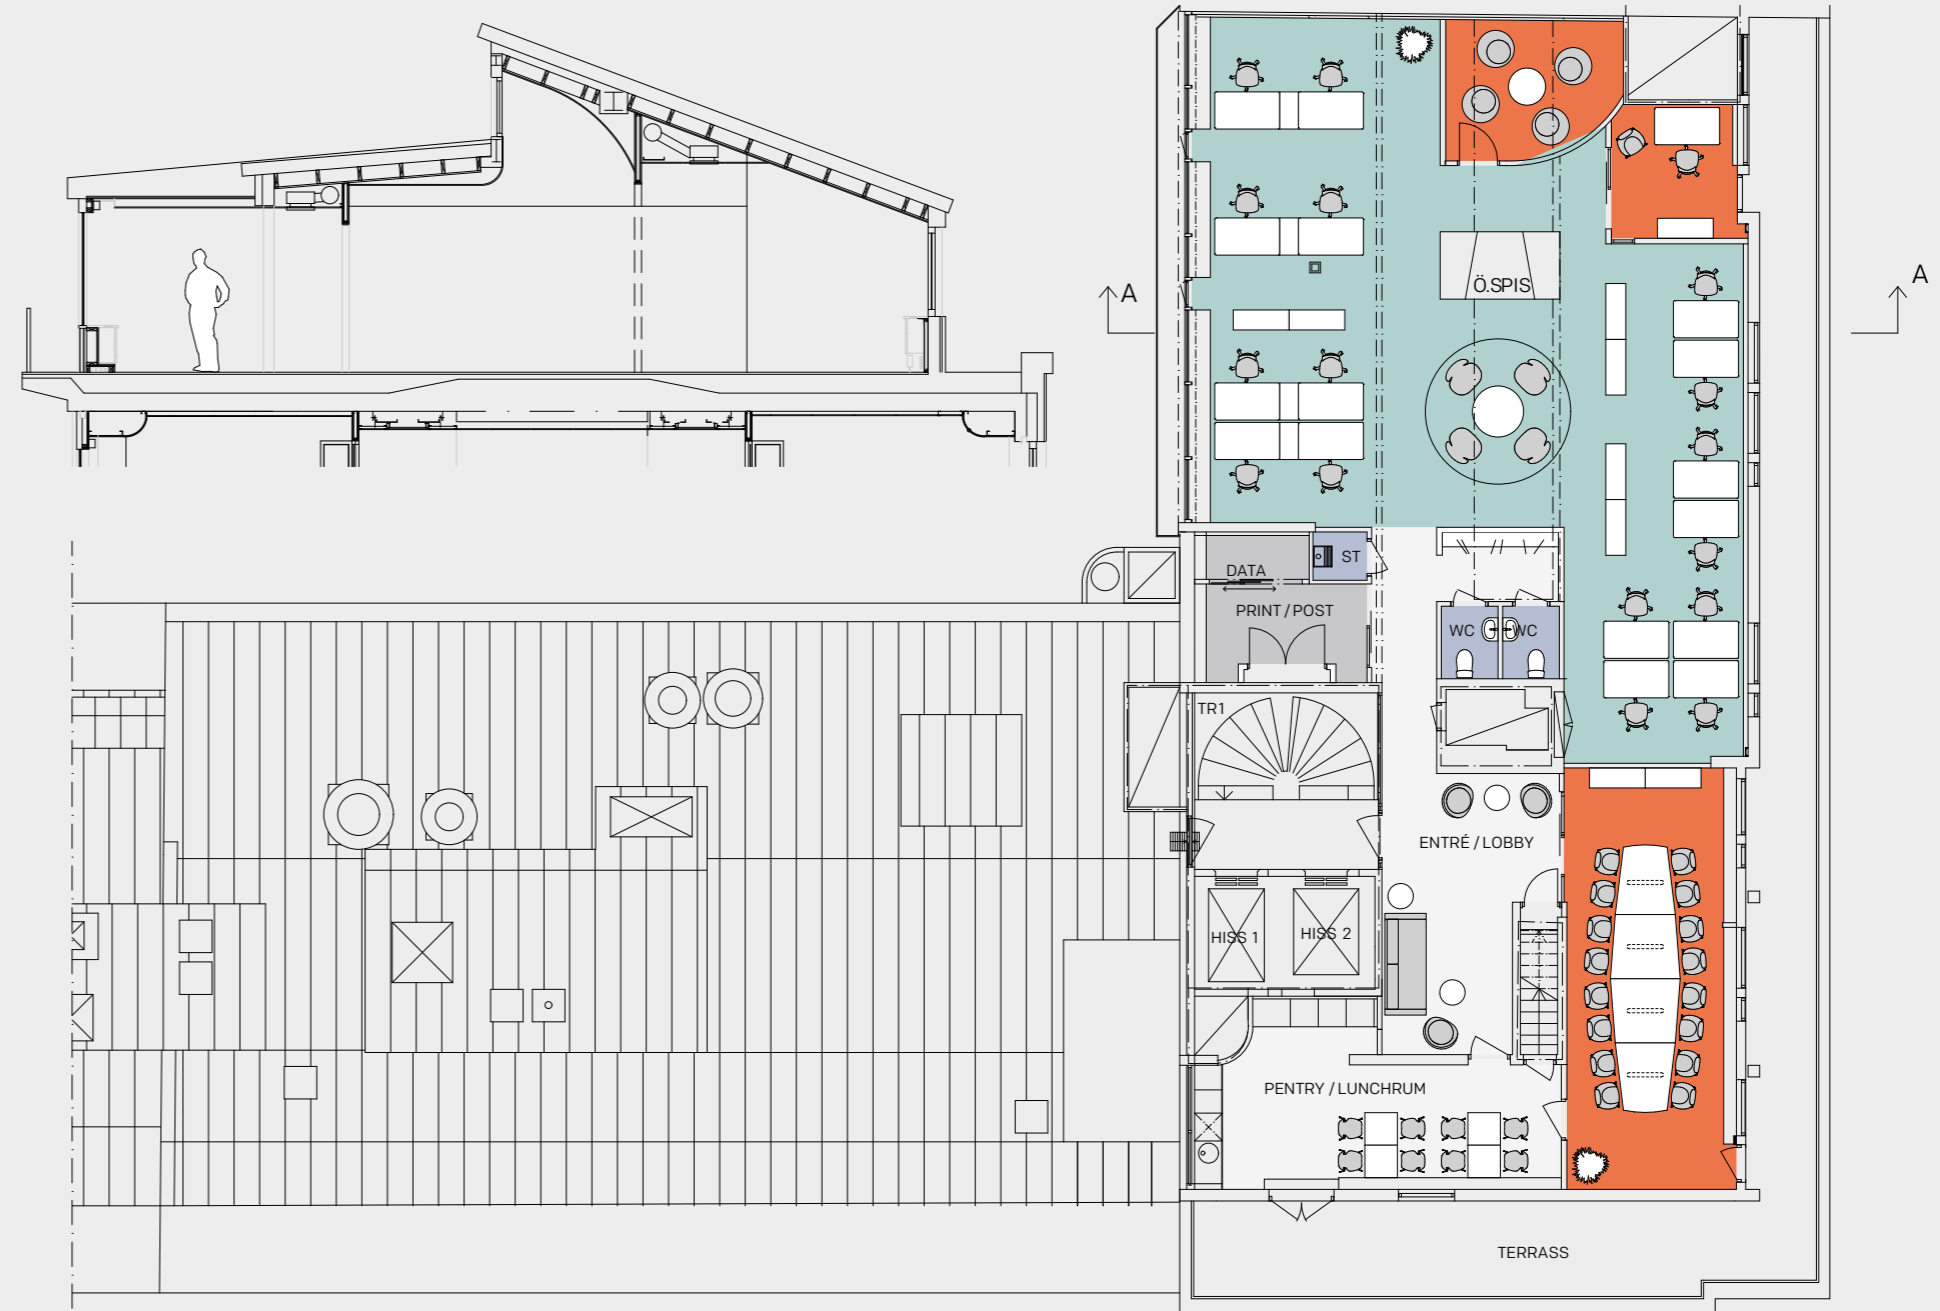 A
A
Ö.SPIS
ST
DATA
PRINT / POST
WC
WC
TR1
ENTRÉ / LOBBY
HISS 1
HISS 2
PENTRY / LUNCHRUM
TERRASS